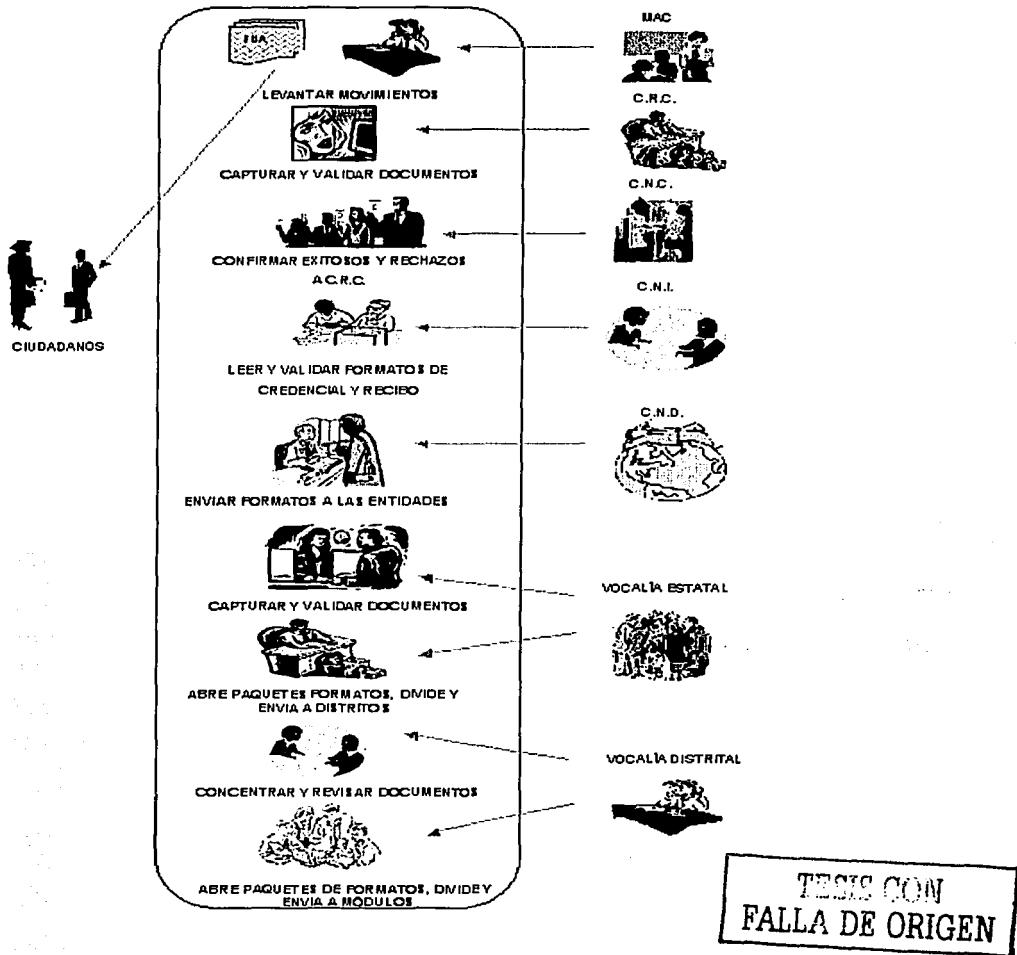 FUA
MAC
LEVANTAR MOVIMIENTOS
C.R.C.
CAPTURAR Y VALIDAR DOCUMENTOS
C.N.C.
CONFIRMAR EXITOSOS Y RECHAZOS
A C.R.C.
C.N.I.
CIUDADANOS
LEER Y VALIDAR FORMATOS DE
CREDENCIAL Y RECIBO
C.N.D.
ENVIAR FORMATOS A LAS ENTIDADES
CAPTURAR Y VALIDAR DOCUMENTOS
VOCALÍA ESTATAL
ABRE PAQUETES FORMATOS, DIVIDE Y
ENVIA A DISTRITOS
VOCALÍA DISTRITAL
CONCENTRAR Y REVISAR DOCUMENTOS
ABRE PAQUETES DE FORMATOS, DIVIDE Y
ENVIA A MODULOS
TESIS CON
FALLA DE ORIGEN